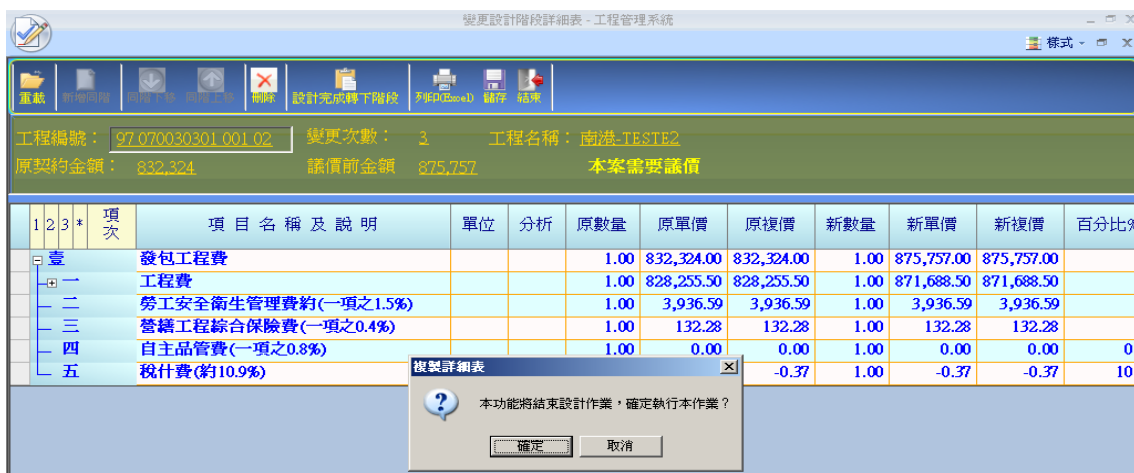 變更設計階段詳細表 - 工程管理系統
樣式
重載 新增同階 同階下移 同階上移 刪除 設計完成轉下階段 列印(Excel) 儲存 結束
工程編號： 97 070030301 001 02 變更次數： 3 工程名稱： 南港-TESTE2
原契約金額： 832,324 議價前金額 875,757 本案需要議價
1 2 3 * 項次 項目名稱及說明 單位 分析 原數量 原單價 原複價 新數量 新單價 新複價 百分比%
壹 發包工程費 1.00 832,324.00 832,324.00 1.00 875,757.00 875,757.00
一 工程費 1.00 828,255.50 828,255.50 1.00 871,688.50 871,688.50
二 勞工安全衛生管理費約(一項之1.5%) 1.00 3,936.59 3,936.59 1.00 3,936.59 3,936.59
三 營繕工程綜合保險費(一項之0.4%) 1.00 132.28 132.28 1.00 132.28 132.28
四 自主品管費(一項之0.8%) 1.00 0.00 0.00 1.00 0.00 0.00 0
五 稅什費(約10.9%) -0.37 1.00 -0.37 -0.37 10
複製詳細表
本功能將結束設計作業，確定執行本作業？
確定 取消